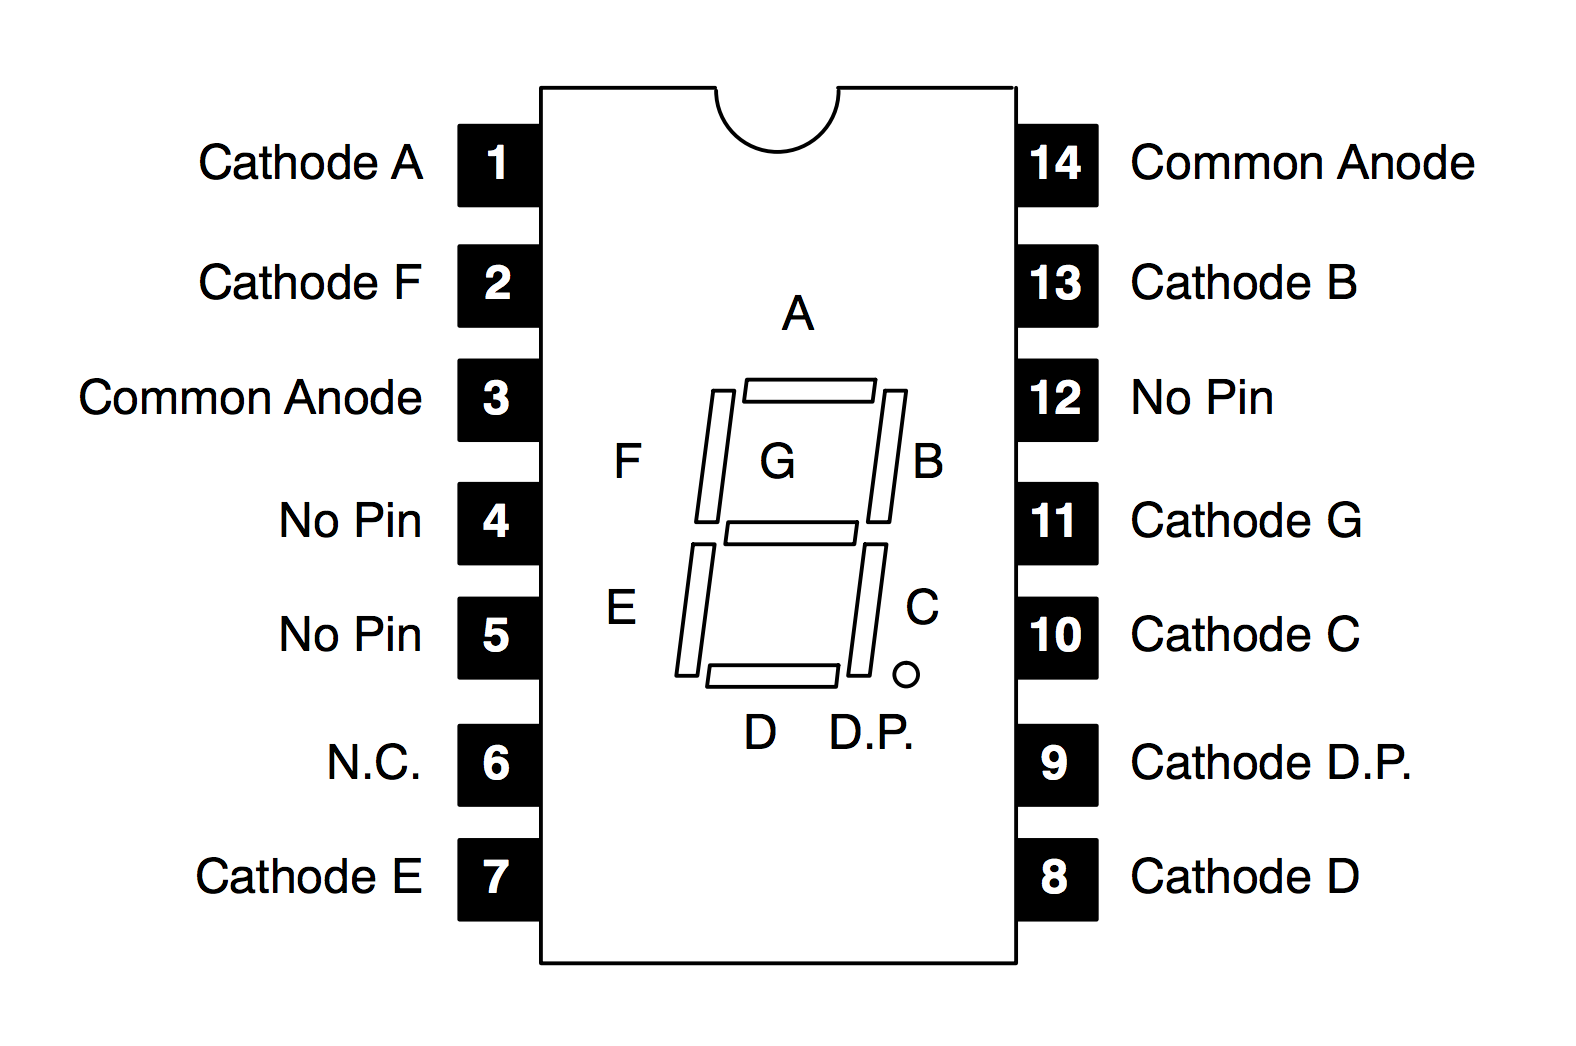 Cathode A 1 14 Common Anode
Cathode F 2 13 Cathode B
A
Common Anode 3 12 No Pin
F G B
No Pin 4 11 Cathode G
E C
No Pin 5 10 Cathode C
D D.P.
N.C. 6 9 Cathode D.P.
Cathode E 7 8 Cathode D